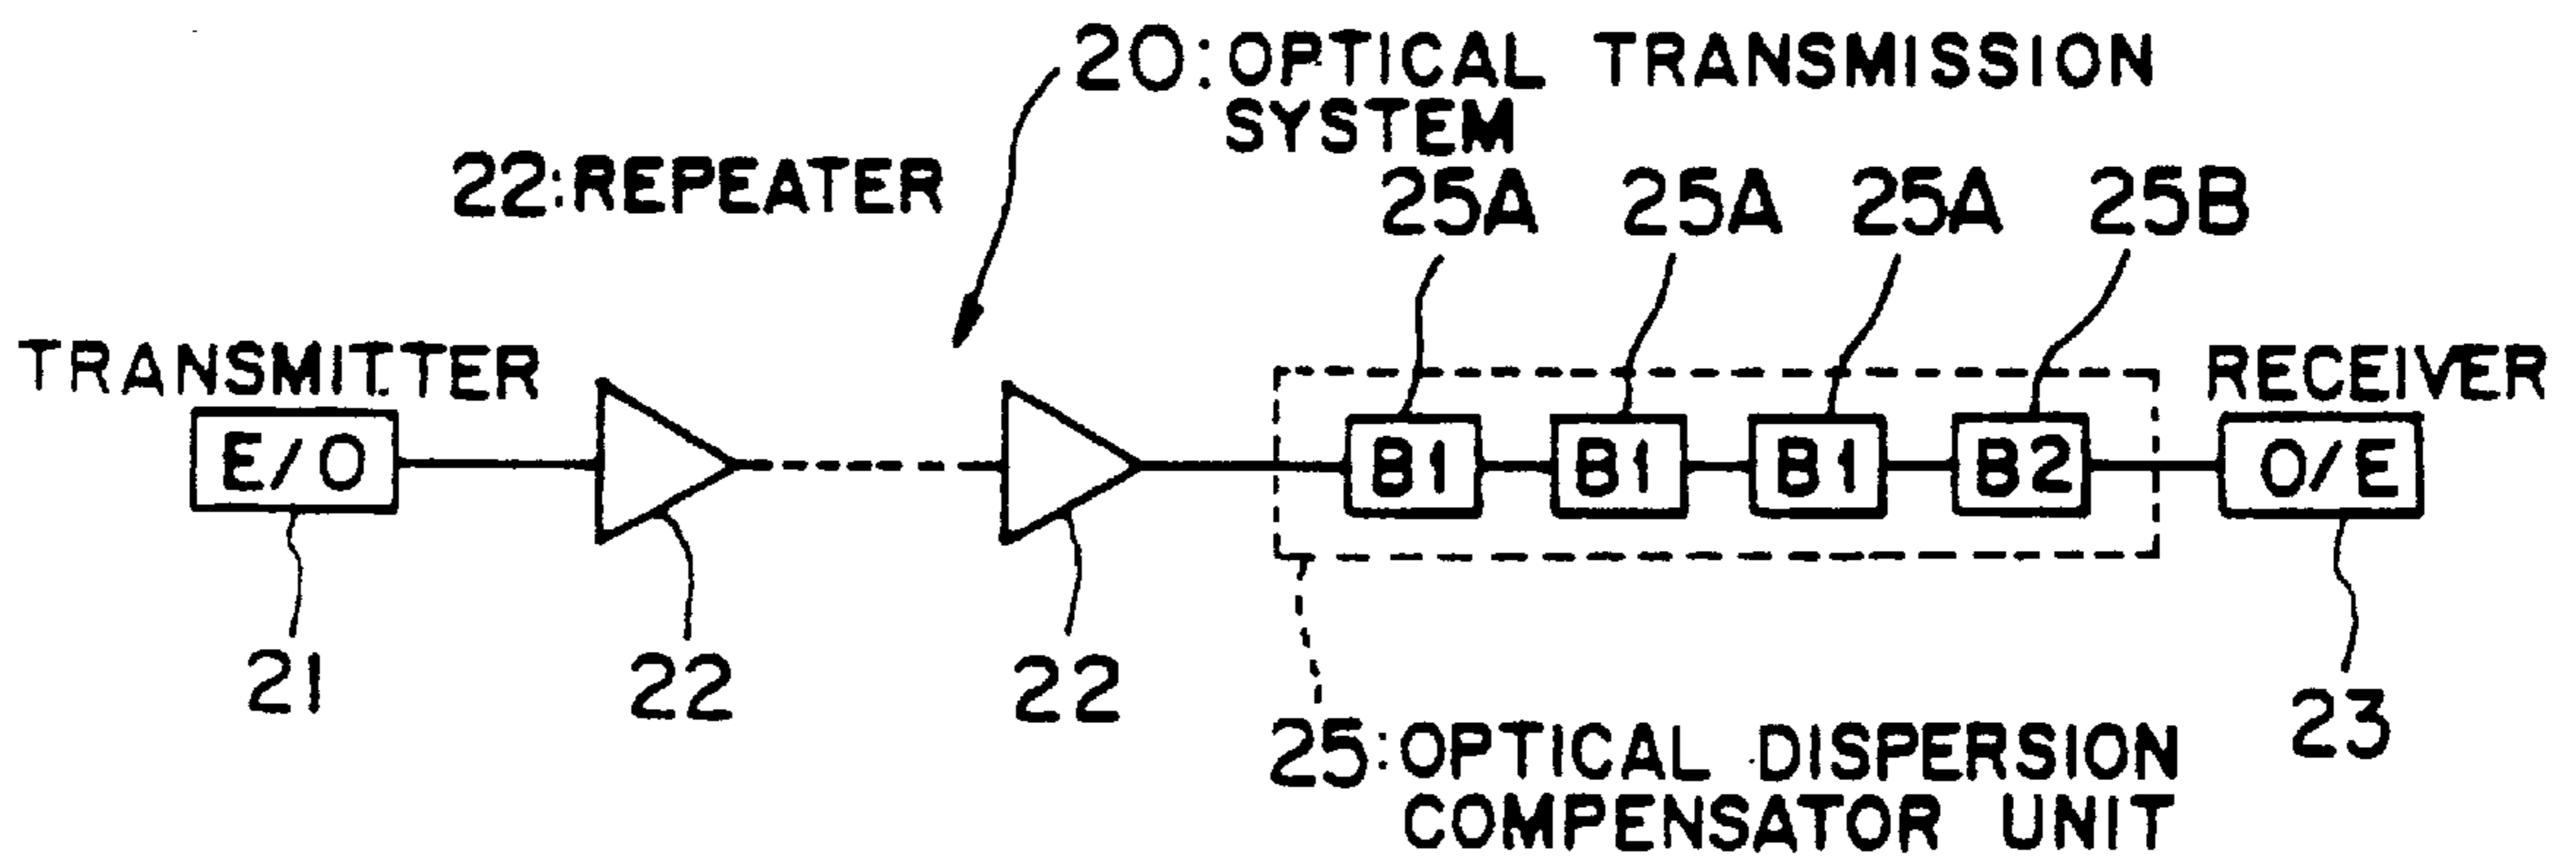 20:OPTICAL TRANSMISSION
SYSTEM
22:REPEATER
25A 25A 25A 25B
TRANSMITTER
RECEIVER
E/O
B1 B1 B1 B2
O/E
21
22
22
23
25:OPTICAL DISPERSION
COMPENSATOR UNIT